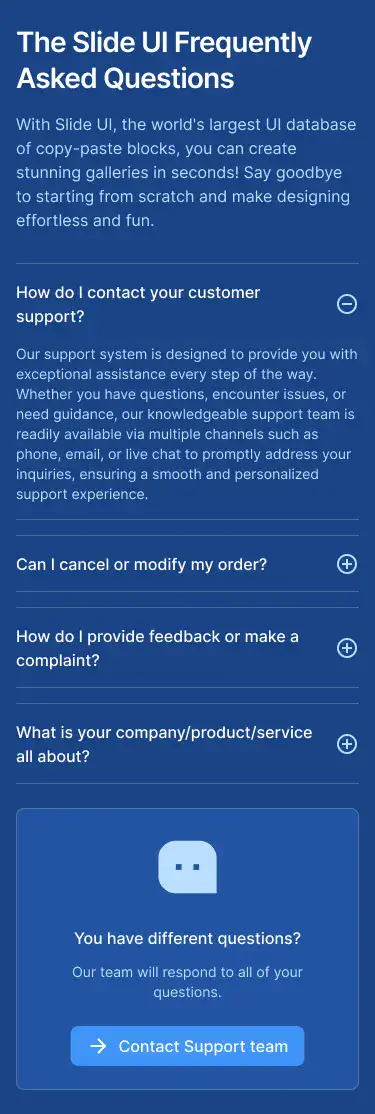 The Slide UI Frequently
Asked Questions
With Slide UI, the world's largest UI database
of copy-paste blocks, you can create
stunning galleries in seconds! Say goodbye
to starting from scratch and make designing
effortless and fun.
How do I contact your customer
support?
Our support system is designed to provide you with
exceptional assistance every step of the way.
Whether you have questions, encounter issues, or
need guidance, our knowledgeable support team is
readily available via multiple channels such as
phone, email, or live chat to promptly address your
inquiries, ensuring a smooth and personalized
support experience.
Can I cancel or modify my order?
How do I provide feedback or make a
complaint?
What is your company/product/service
all about?
You have different questions?
Our team will respond to all of your
questions.
Contact Support team